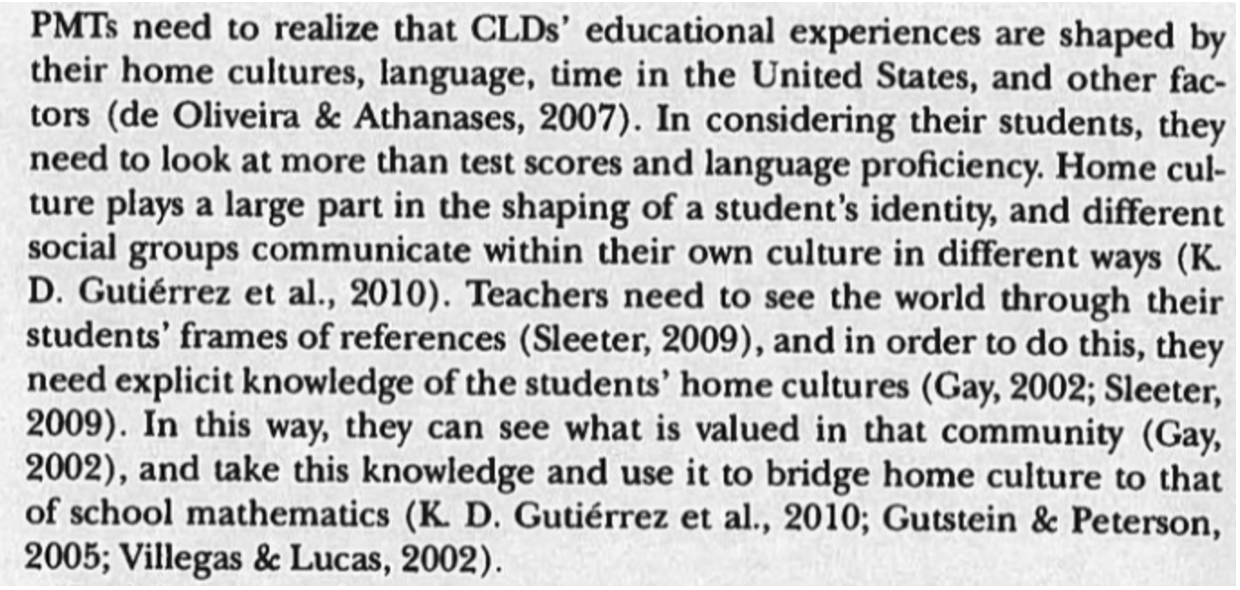 PMTs need to realize that CLDs' educational experiences are shaped by
their home cultures, language, time in the United States, and other fac-
tors (de Oliveira & Athanases, 2007). In considering their students, they
need to look at more than test scores and language proficiency. Home cul-
ture plays a large part in the shaping of a student's identity, and different
social groups communicate within their own culture in different ways (K.
D. Gutiérrez et al., 2010). Teachers need to see the world through their
students' frames of references (Sleeter, 2009), and in order to do this, they
need explicit knowledge of the students' home cultures (Gay, 2002; Sleeter,
2009). In this way, they can see what is valued in that community (Gay,
2002), and take this knowledge and use it to bridge home culture to that
of school mathematics (K. D. Gutiérrez et al., 2010; Gutstein & Peterson,
2005; Villegas & Lucas, 2002).